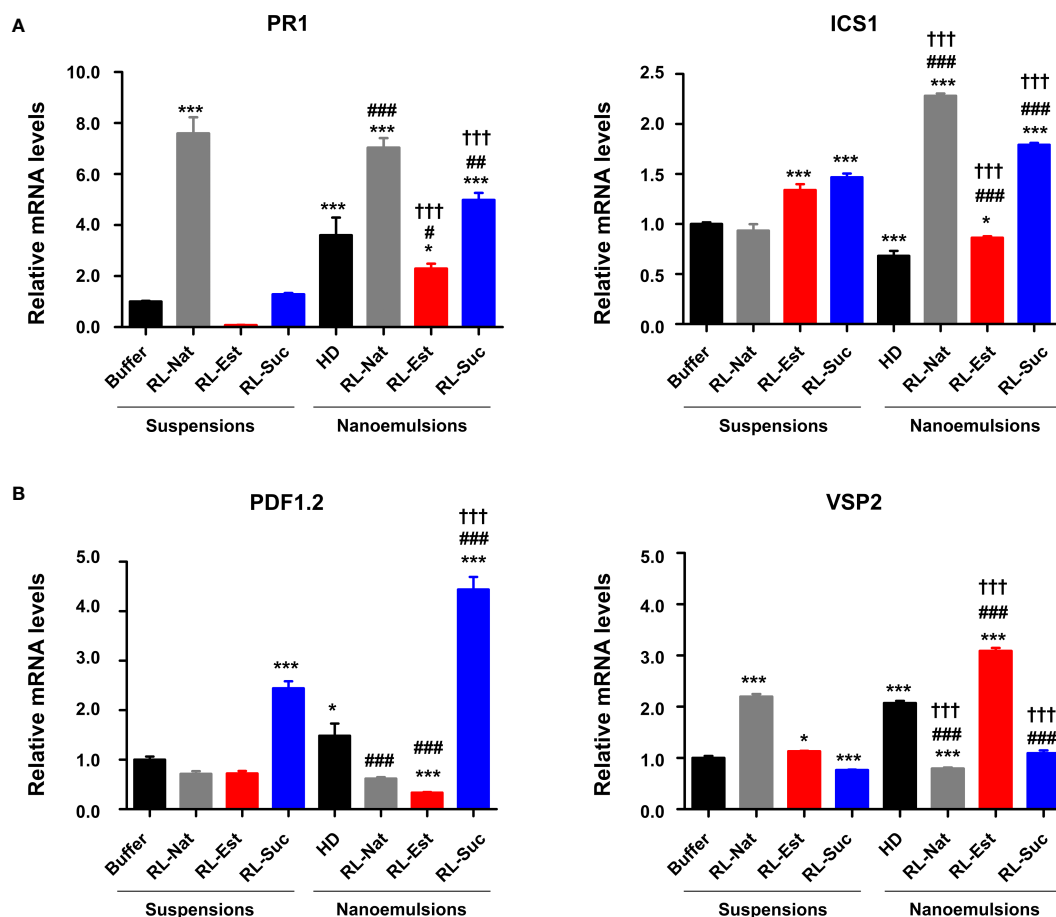 A
PR1
Relative mRNA levels
10.0
8.0
6.0
4.0
2.0
0.0
***
***
###
***
†††
#
*
†††
##
***
Buffer
RL-Nat
RL-Est
RL-Suc
HD
RL-Nat
RL-Est
RL-Suc
Suspensions
Nanoemulsions
ICS1
Relative mRNA levels
2.5
2.0
1.5
1.0
0.5
0.0
***
***
***
†††
###
***
†††
###
*
†††
###
***
Buffer
RL-Nat
RL-Est
RL-Suc
HD
RL-Nat
RL-Est
RL-Suc
Suspensions
Nanoemulsions
B
PDF1.2
Relative mRNA levels
5.0
4.0
3.0
2.0
1.0
0.0
***
*
###
###
***
†††
###
***
Buffer
RL-Nat
RL-Est
RL-Suc
HD
RL-Nat
RL-Est
RL-Suc
Suspensions
Nanoemulsions
VSP2
Relative mRNA levels
5.0
4.0
3.0
2.0
1.0
0.0
***
*
***
***
†††
###
***
†††
###
***
†††
###
Buffer
RL-Nat
RL-Est
RL-Suc
HD
RL-Nat
RL-Est
RL-Suc
Suspensions
Nanoemulsions